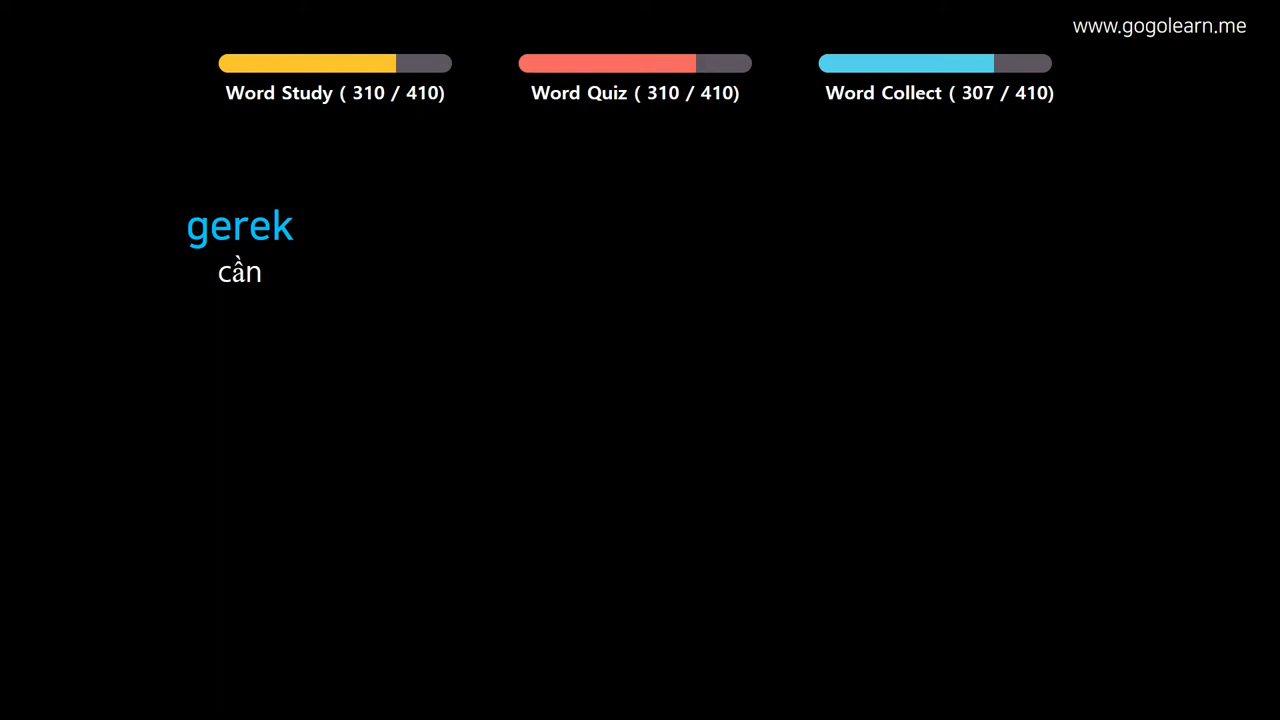 www.gogolearn.me
Word Study ( 310 / 410)
Word Quiz ( 310 / 410)
Word Collect ( 307 / 410)
gerek
cần